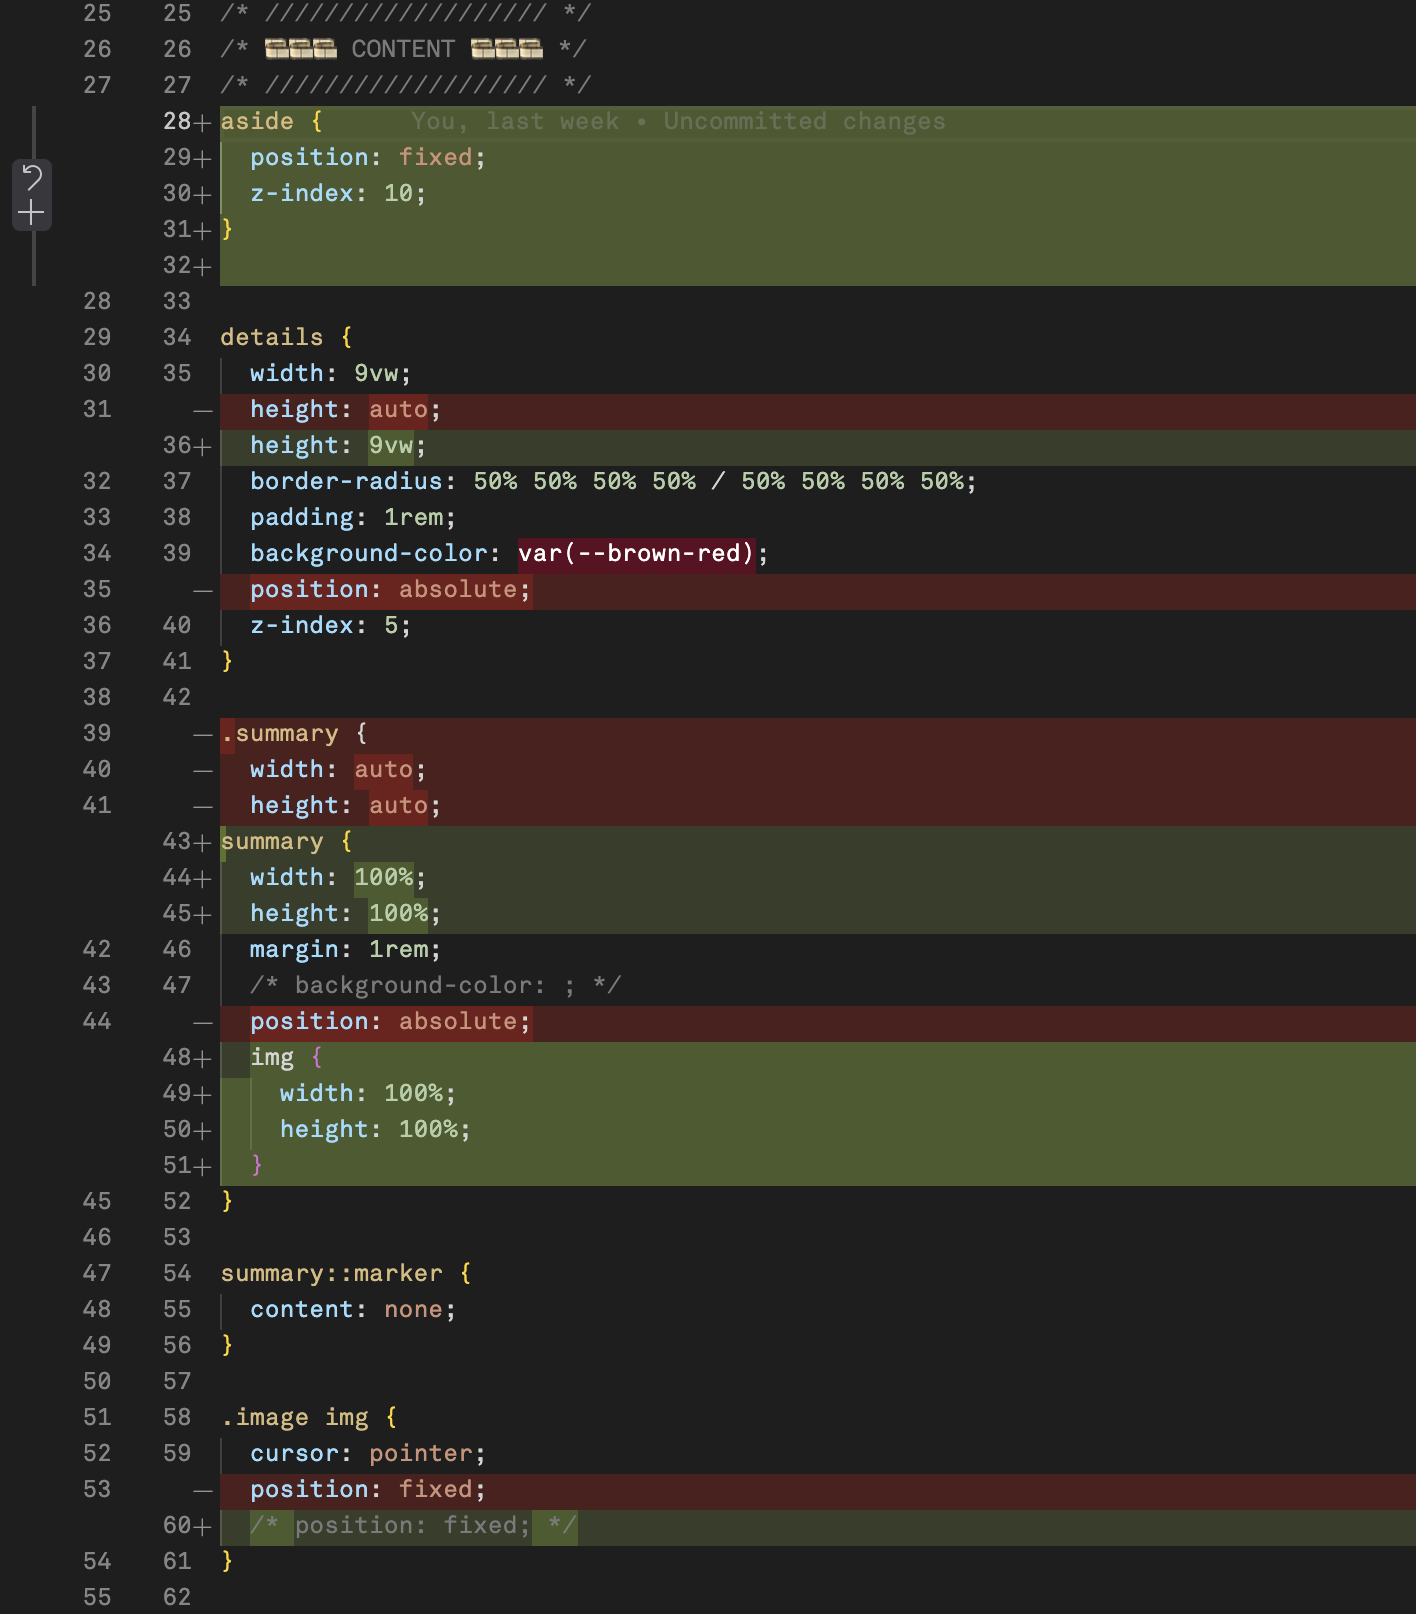 25 25 /* /////////////////// */
26 26 /* CONTENT */
27 27 /* /////////////////// */
28+ aside { You, last week • Uncommitted changes
29+ position: fixed;
30+ z-index: 10;
31+ }
32+
28 33
29 34 details {
30 35 width: 9vw;
31 — height: auto;
36+ height: 9vw;
32 37 border-radius: 50% 50% 50% 50% / 50% 50% 50% 50%;
33 38 padding: 1rem;
34 39 background-color: var(--brown-red);
35 — position: absolute;
36 40 z-index: 5;
37 41 }
38 42
39 — .summary {
40 — width: auto;
41 — height: auto;
43+ summary {
44+ width: 100%;
45+ height: 100%;
42 46 margin: 1rem;
43 47 /* background-color: ; */
44 — position: absolute;
48+ img {
49+ width: 100%;
50+ height: 100%;
51+ }
45 52 }
46 53
47 54 summary::marker {
48 55 content: none;
49 56 }
50 57
51 58 .image img {
52 59 cursor: pointer;
53 — position: fixed;
60+ /* position: fixed; */
54 61 }
55 62